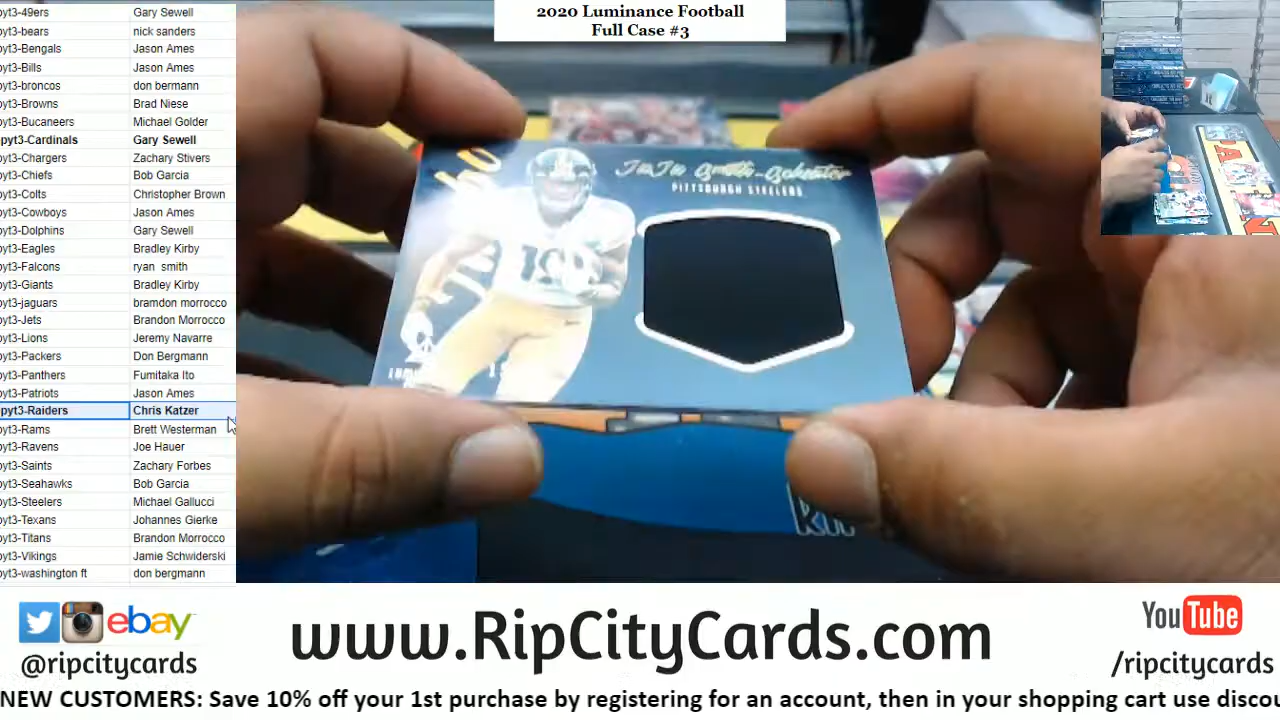 2020 Luminance Football
Full Case #3
pyt3-49ers Gary Sewell
pyt3-bears nick sanders
pyt3-Bengals Jason Ames
pyt3-Bills Jason Ames
pyt3-broncos don bermann
pyt3-Browns Brad Niese
pyt3-Bucaneers Michael Golder
pyt3-Cardinals Gary Sewell
pyt3-Chargers Zachary Stivers
pyt3-Chiefs Bob Garcia
pyt3-Colts Christopher Brown
pyt3-Cowboys Jason Ames
pyt3-Dolphins Gary Sewell
pyt3-Eagles Bradley Kirby
pyt3-Falcons ryan smith
pyt3-Giants Bradley Kirby
pyt3-jaguars bramdon morrocco
pyt3-Jets Brandon Morrocco
pyt3-Lions Jeremy Navarre
pyt3-Packers Don Bergmann
pyt3-Panthers Fumitaka Ito
pyt3-Patriots Jason Ames
pyt3-Raiders Chris Katzer
pyt3-Rams Brett Westerman
pyt3-Ravens Joe Hauer
pyt3-Saints Zachary Forbes
pyt3-Seahawks Bob Garcia
pyt3-Steelers Michael Gallucci
pyt3-Texans Johannes Gierke
pyt3-Titans Brandon Morrocco
pyt3-Vikings Jamie Schwiderski
pyt3-washington ft don bergmann
JuJu Smith-Schuster
PITTSBURGH STEELERS
ebay
@ripcitycards
www.RipCityCards.com
YouTube
/ripcitycards
NEW CUSTOMERS: Save 10% off your 1st purchase by registering for an account, then in your shopping cart use discou